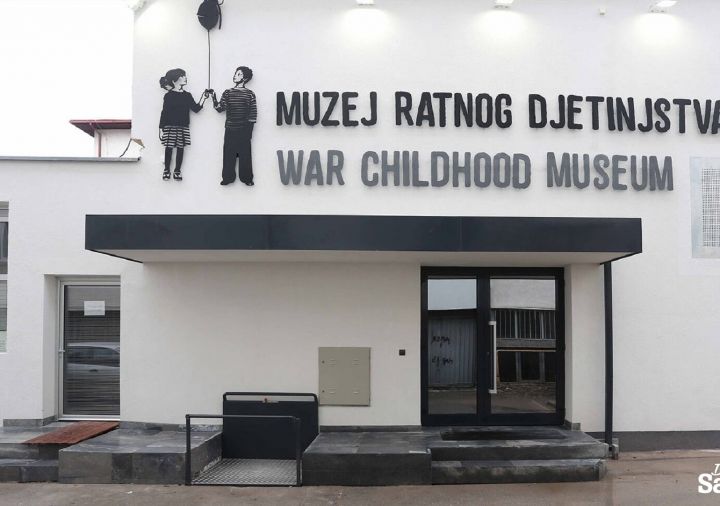 MUZEJ RATNOG DJETINJSTVA
WAR CHILDHOOD MUSEUM